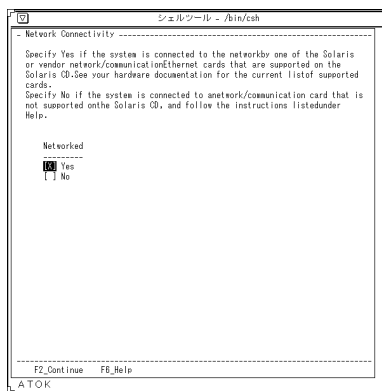 シェルツール - /bin/csh
- Network Connectivity ----------------------------------------------------
Specify Yes if the system is connected to the networkby one of the Solaris
or vendor network/communicationEthernet cards that are supported on the
Solaris CD.See your hardware documentation for the current listof supported
cards.
Specify No if the system is connected to anetwork/communication card that is
not supported onthe Solaris CD, and follow the instructions listedunder
Help.
Networked
---------
[X] Yes
[ ] No
---------------------------------------------------------------------------
F2_Continue F6_Help
ATOK